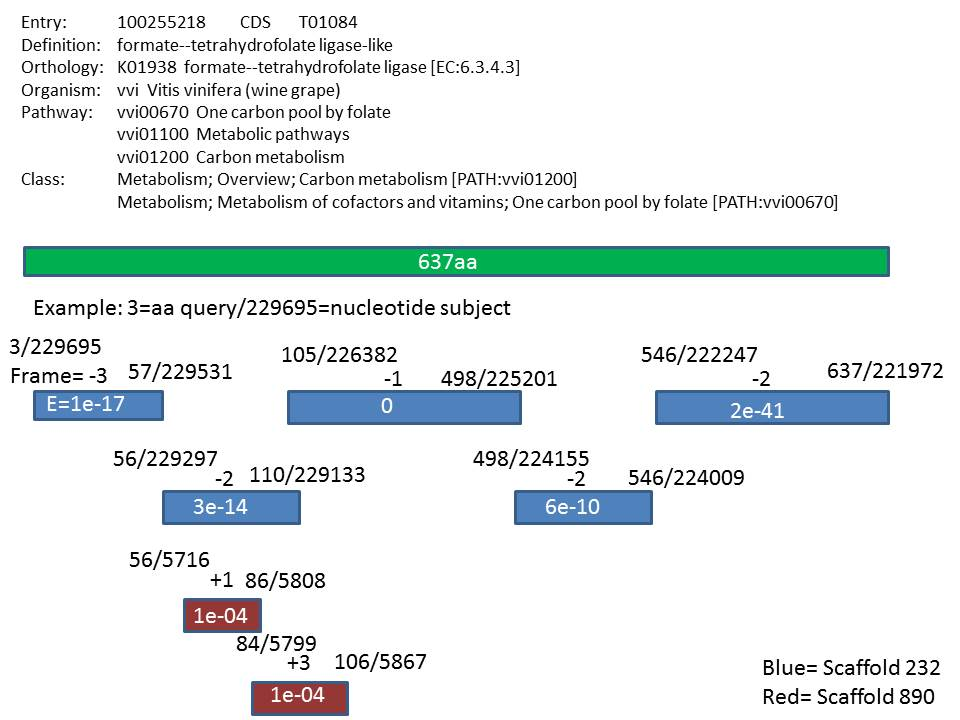 Entry: 100255218 CDS T01084
Definition: formate--tetrahydrofolate ligase-like
Orthology: K01938 formate--tetrahydrofolate ligase [EC:6.3.4.3]
Organism: vvi Vitis vinifera (wine grape)
Pathway: vvi00670 One carbon pool by folate
vvi01100 Metabolic pathways
vvi01200 Carbon metabolism
Class: Metabolism; Overview; Carbon metabolism [PATH:vvi01200]
Metabolism; Metabolism of cofactors and vitamins; One carbon pool by folate [PATH:vvi00670]
637aa
Example: 3=aa query/229695=nucleotide subject
3/229695
Frame= -3 57/229531
E=1e-17
105/226382
-1 498/225201
0
546/222247
-2 637/221972
2e-41
56/229297
-2 110/229133
3e-14
498/224155
-2 546/224009
6e-10
56/5716
+1 86/5808
1e-04
84/5799
+3 106/5867
1e-04
Blue= Scaffold 232
Red= Scaffold 890